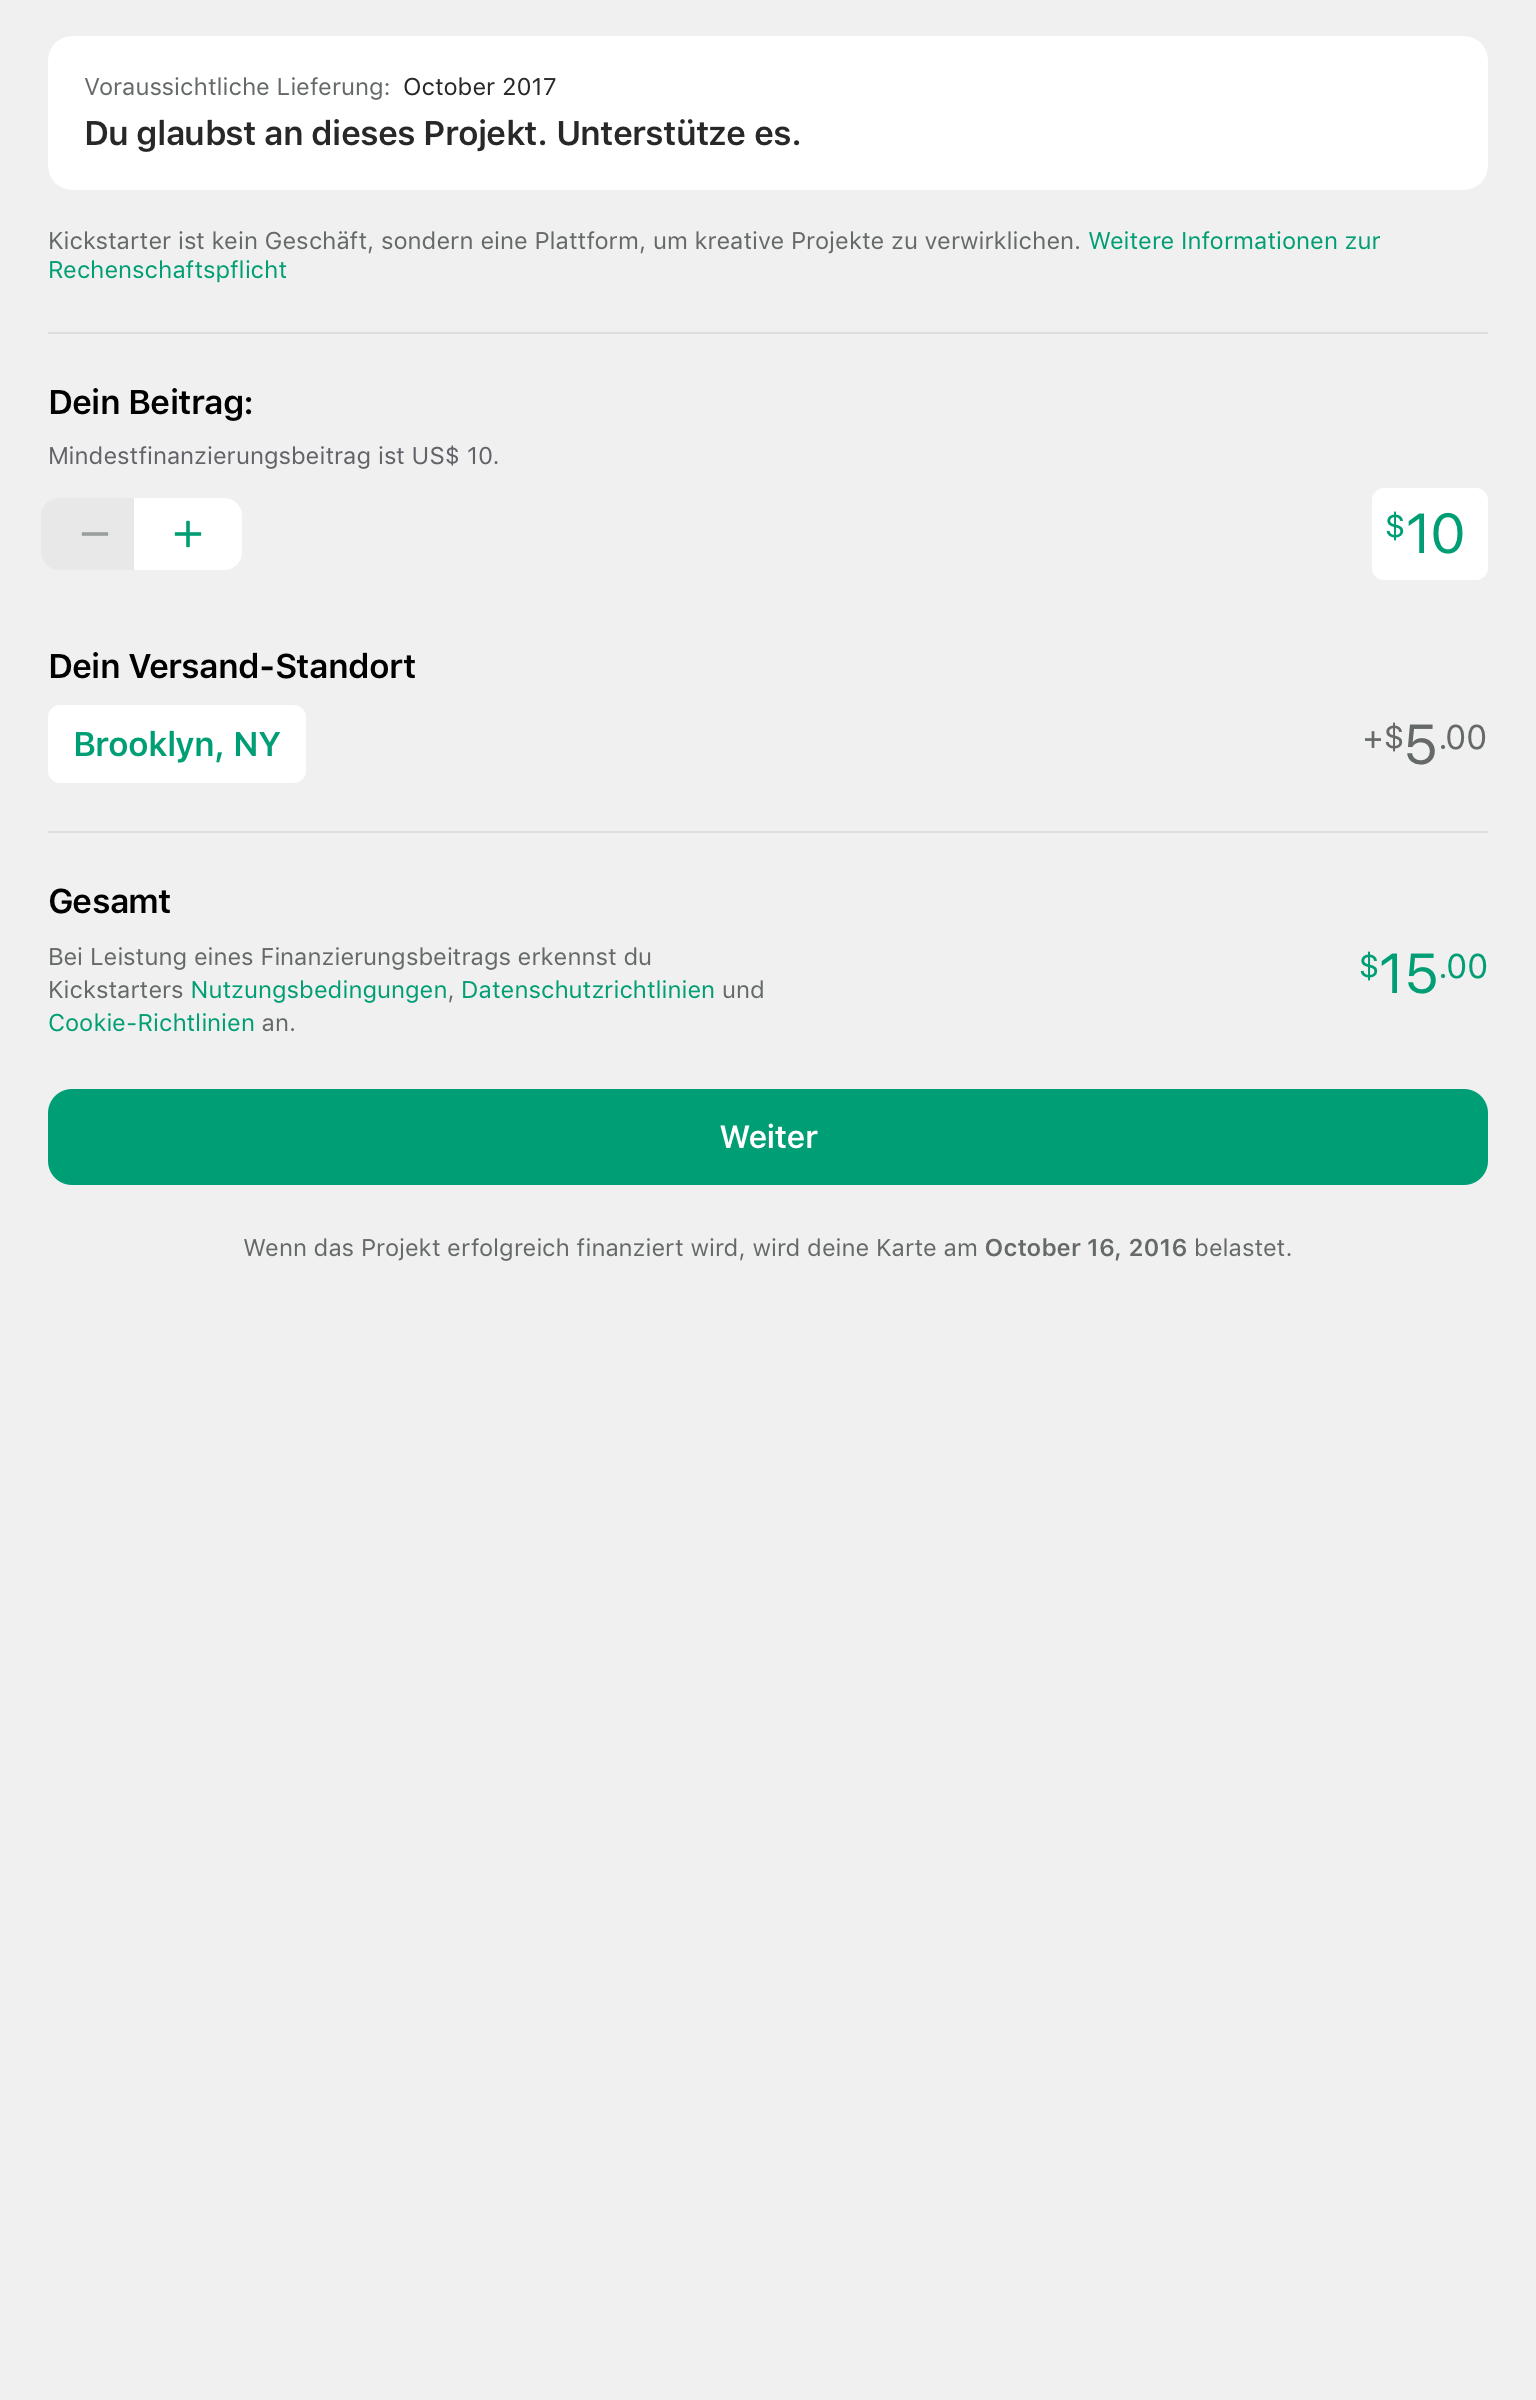 Voraussichtliche Lieferung: October 2017
Du glaubst an dieses Projekt. Unterstütze es.
Kickstarter ist kein Geschäft, sondern eine Plattform, um kreative Projekte zu verwirklichen. Weitere Informationen zur
Rechenschaftspflicht
Dein Beitrag:
Mindestfinanzierungsbeitrag ist US$ 10.
$10
Dein Versand-Standort
Brooklyn, NY
+$5.00
Gesamt
Bei Leistung eines Finanzierungsbeitrags erkennst du
Kickstarters Nutzungsbedingungen, Datenschutzrichtlinien und
Cookie-Richtlinien an.
$15.00
Weiter
Wenn das Projekt erfolgreich finanziert wird, wird deine Karte am October 16, 2016 belastet.